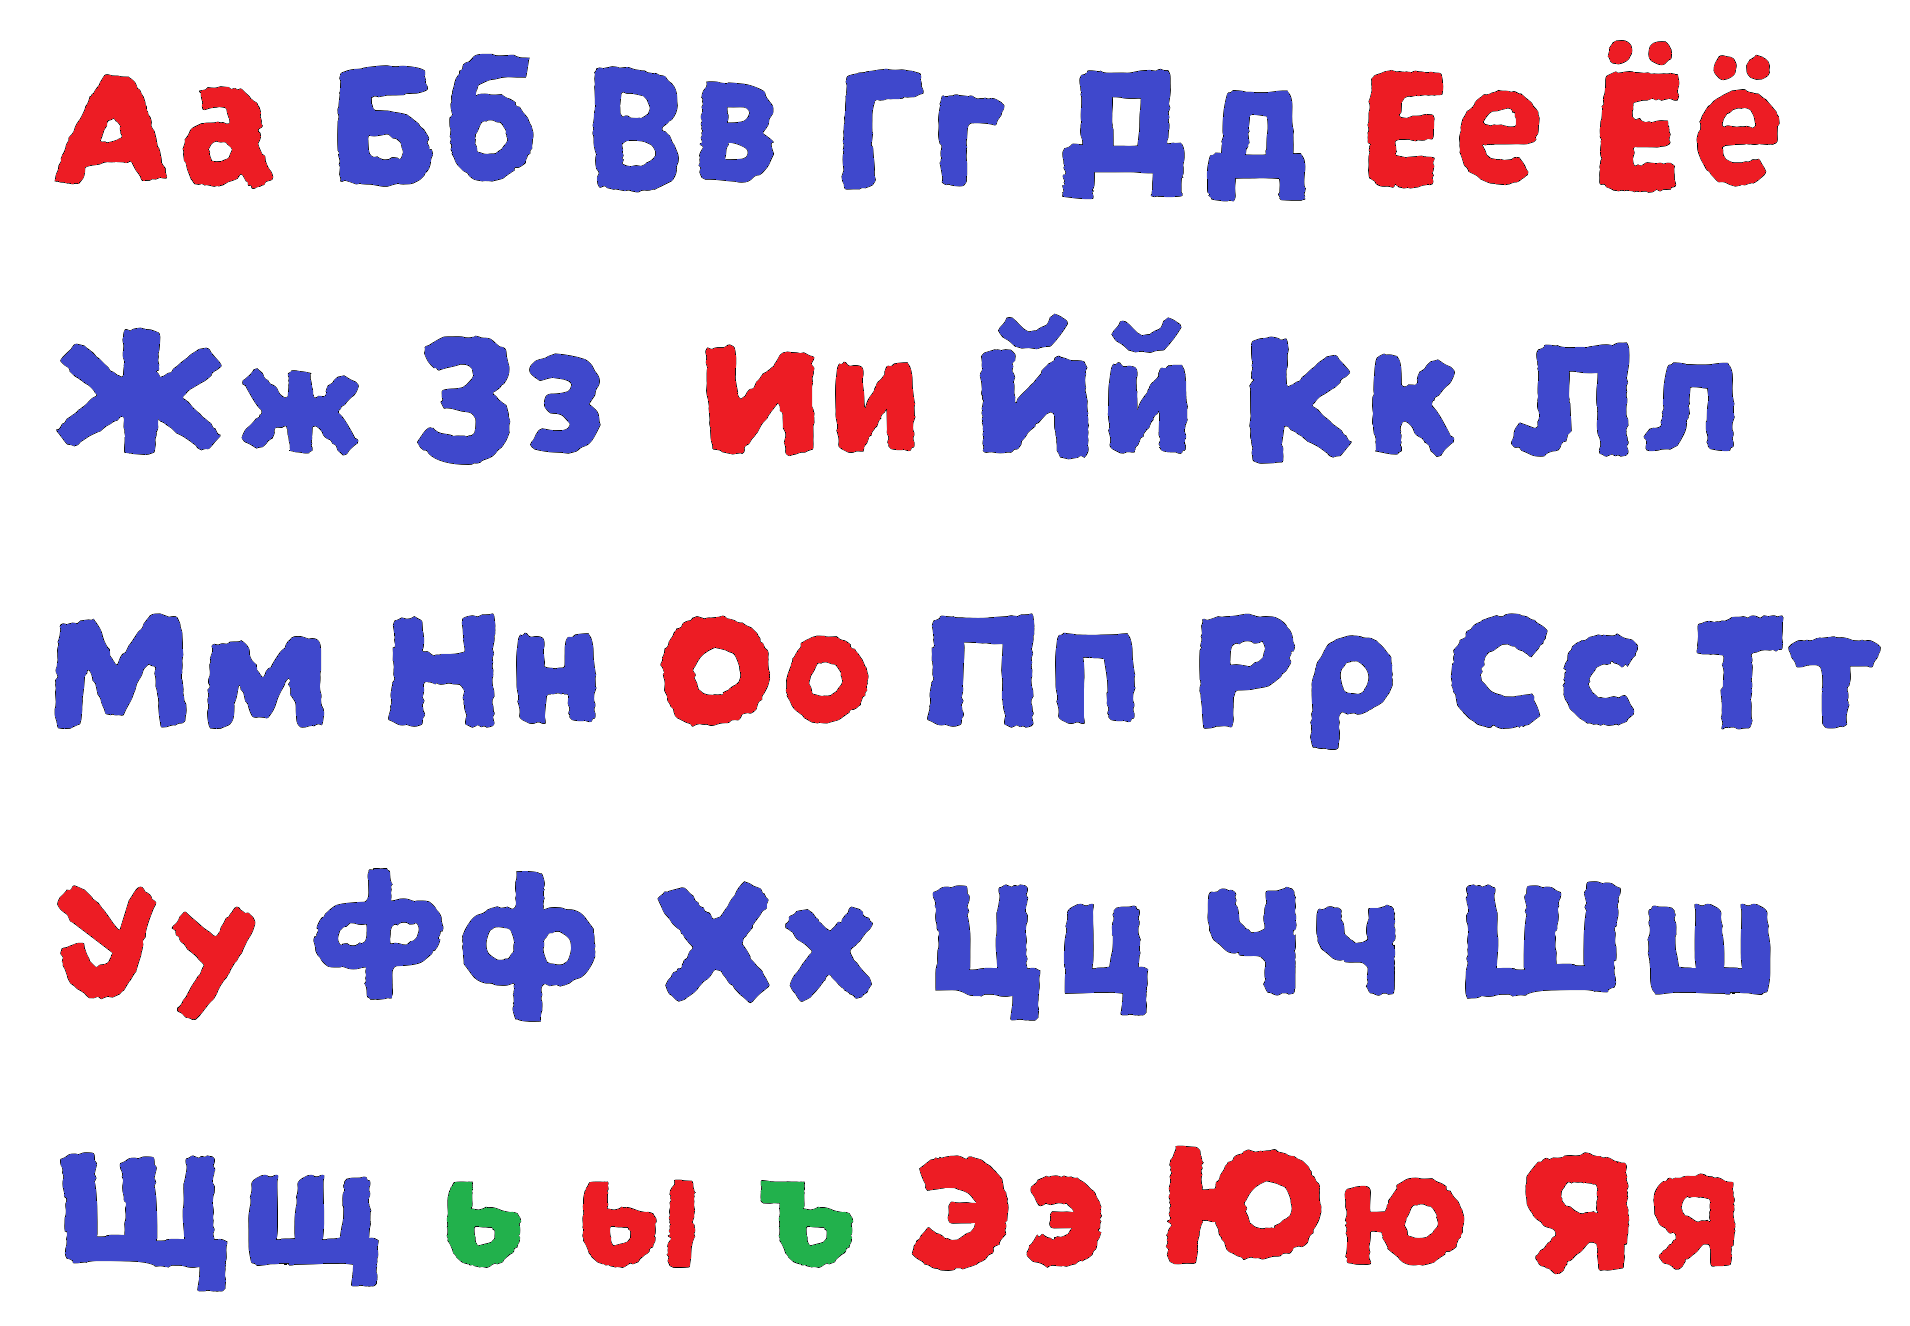 Аа Бб Вв Гг Дд Ее Ёё
Жж Зз Ии Йй Кк Лл
Мм Нн Оо Пп Рр Сс Тт
Уу Фф Хх Цц Чч Шш
Щщ ь ы ъ Ээ Юю Яя